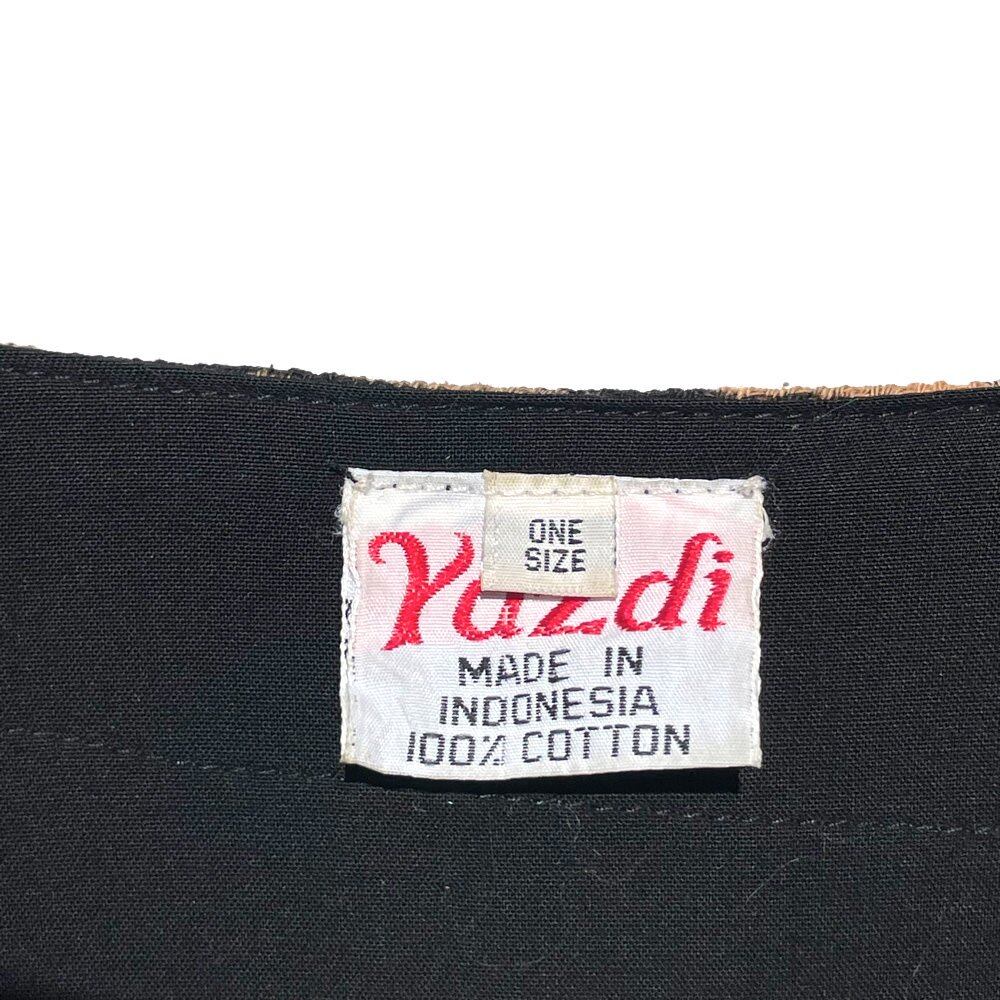 ONE
SIZE
Yazdi
MADE IN
INDONESIA
100% COTTON